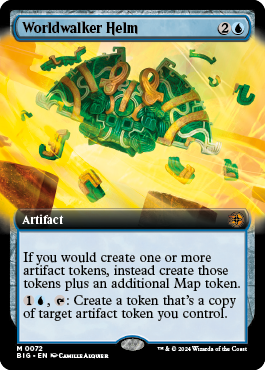 Worldwalker Helm 2
Artifact
If you would create one or more
artifact tokens, instead create those
tokens plus an additional Map token.
1 , : Create a token that's a copy
of target artifact token you control.
M 0072
BIG • EN Camille Alquier
™ & © 2024 Wizards of the Coast